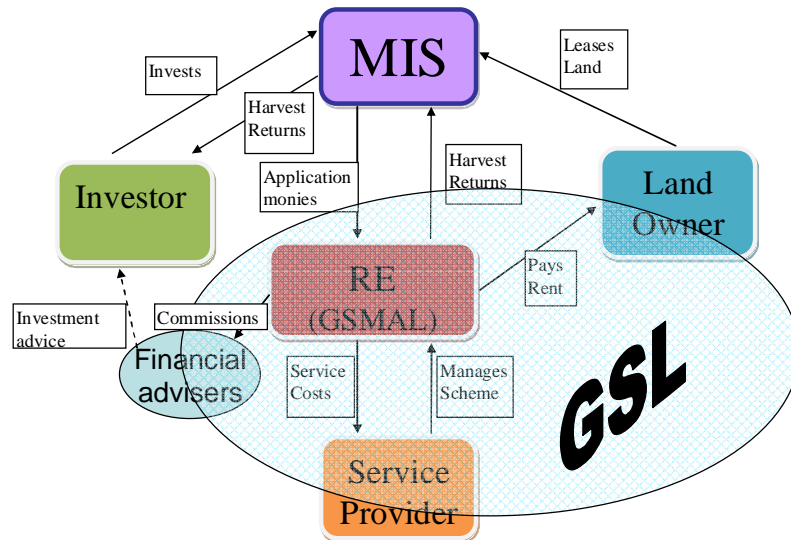 MIS
Invests
Leases
Land
Harvest
Returns
Application
monies
Harvest
Returns
Investor
Land
Owner
RE
(GSMAL)
Pays
Rent
Investment
advice
Commissions
Financial
advisers
Service
Costs
Manages
Scheme
GSL
Service
Provider